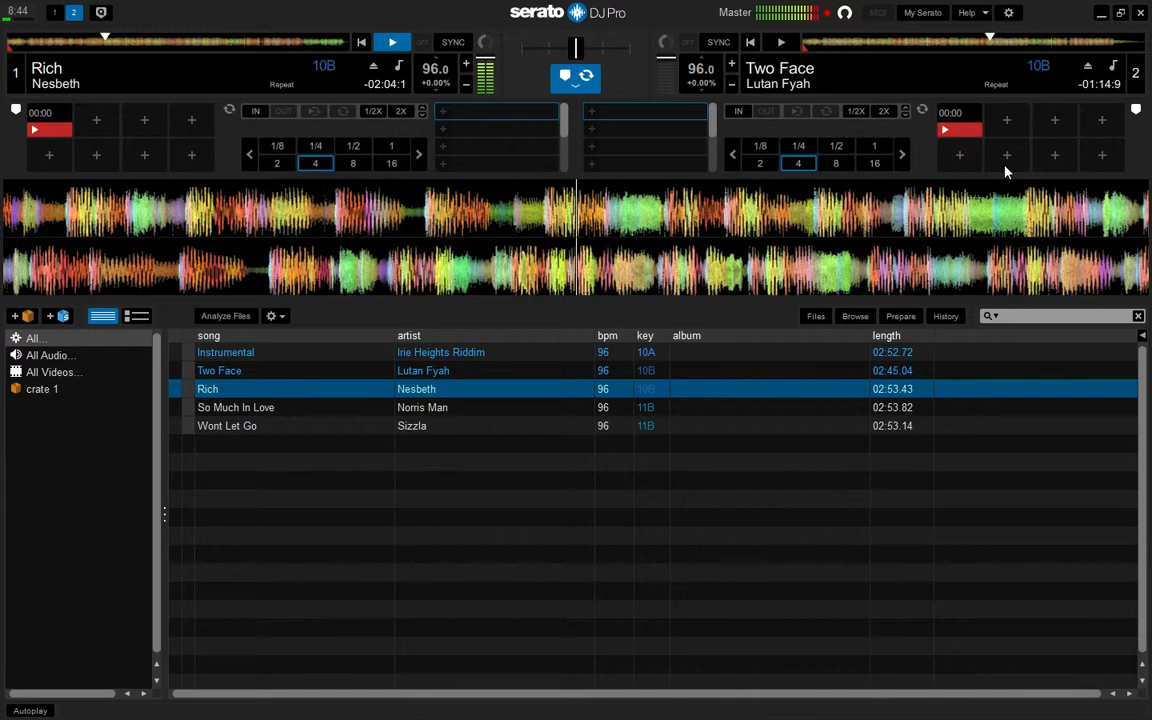 8:44 1 2 serato DJ Pro Master MIDI My Serato Help
OFF SYNC OFF SYNC
1 Rich 10B 96.0 96.0 Two Face 10B 2
Nesbeth Repeat -02:04:1 +0.00% +0.00% Lutan Fyah Repeat -01:14:9
00:00 IN OUT 1/2X 2X IN OUT 1/2X 2X 00:00
1/8 1/4 1/2 1 1/8 1/4 1/2 1
2 4 8 16 2 4 8 16
Analyze Files Files Browse Prepare History
All... song artist bpm key album length
All Audio... Instrumental Irie Heights Riddim 96 10A 02:52.72
All Videos... Two Face Lutan Fyah 96 10B 02:45.04
crate 1 Rich Nesbeth 96 10B 02:53.43
So Much In Love Norris Man 96 11B 02:53.82
Wont Let Go Sizzla 96 11B 02:53.14
Autoplay